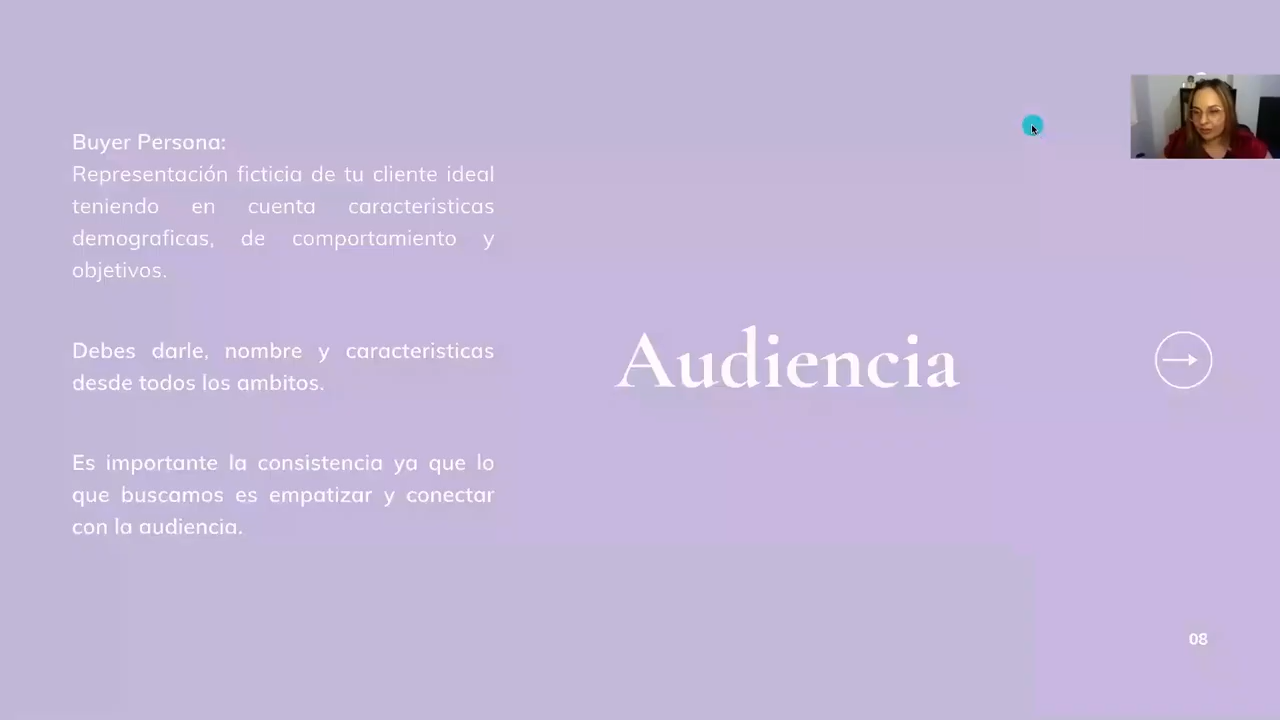 Buyer Persona:
Representación ficticia de tu cliente ideal
teniendo en cuenta caracteristicas
demograficas, de comportamiento y
objetivos.
Debes darle, nombre y caracteristicas
desde todos los ambitos.
Es importante la consistencia ya que lo
que buscamos es empatizar y conectar
con la audiencia.
Audiencia
08